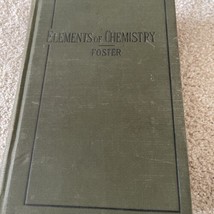 ELEMENTS OF CHEMISTRY
FOSTER